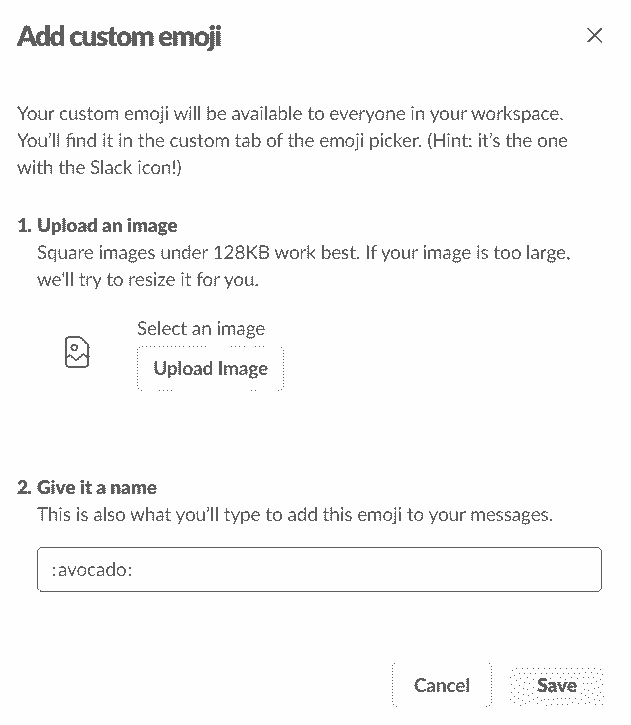 Add custom emoji
Your custom emoji will be available to everyone in your workspace.
You'll find it in the custom tab of the emoji picker. (Hint: it's the one
with the Slack icon!)
1. Upload an image
Square images under 128KB work best. If your image is too large,
we'll try to resize it for you.
Select an image
Upload Image
2. Give it a name
This is also what you'll type to add this emoji to your messages.
:avocado:
Cancel
Save